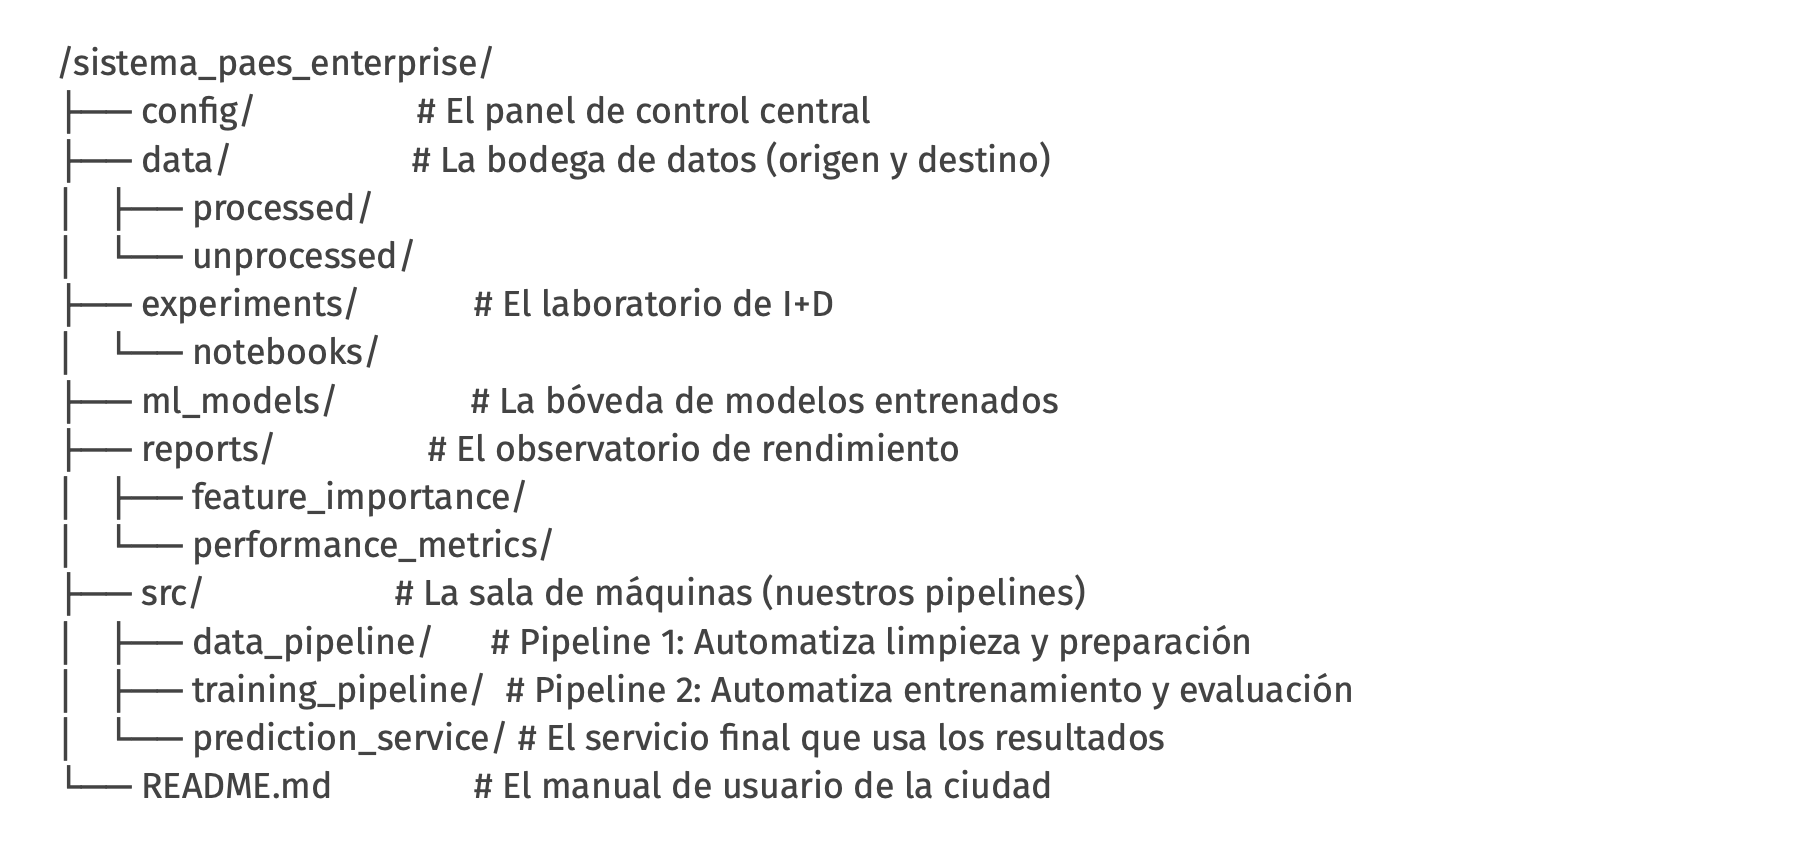 /sistema_paes_enterprise/
├── config/                # El panel de control central
├── data/                  # La bodega de datos (origen y destino)
│   ├── processed/
│   └── unprocessed/
├── experiments/           # El laboratorio de I+D
│   └── notebooks/
├── ml_models/             # La bóveda de modelos entrenados
├── reports/               # El observatorio de rendimiento
│   ├── feature_importance/
│   └── performance_metrics/
├── src/                   # La sala de máquinas (nuestros pipelines)
│   ├── data_pipeline/     # Pipeline 1: Automatiza limpieza y preparación
│   ├── training_pipeline/ # Pipeline 2: Automatiza entrenamiento y evaluación
│   └── prediction_service/ # El servicio final que usa los resultados
└── README.md              # El manual de usuario de la ciudad